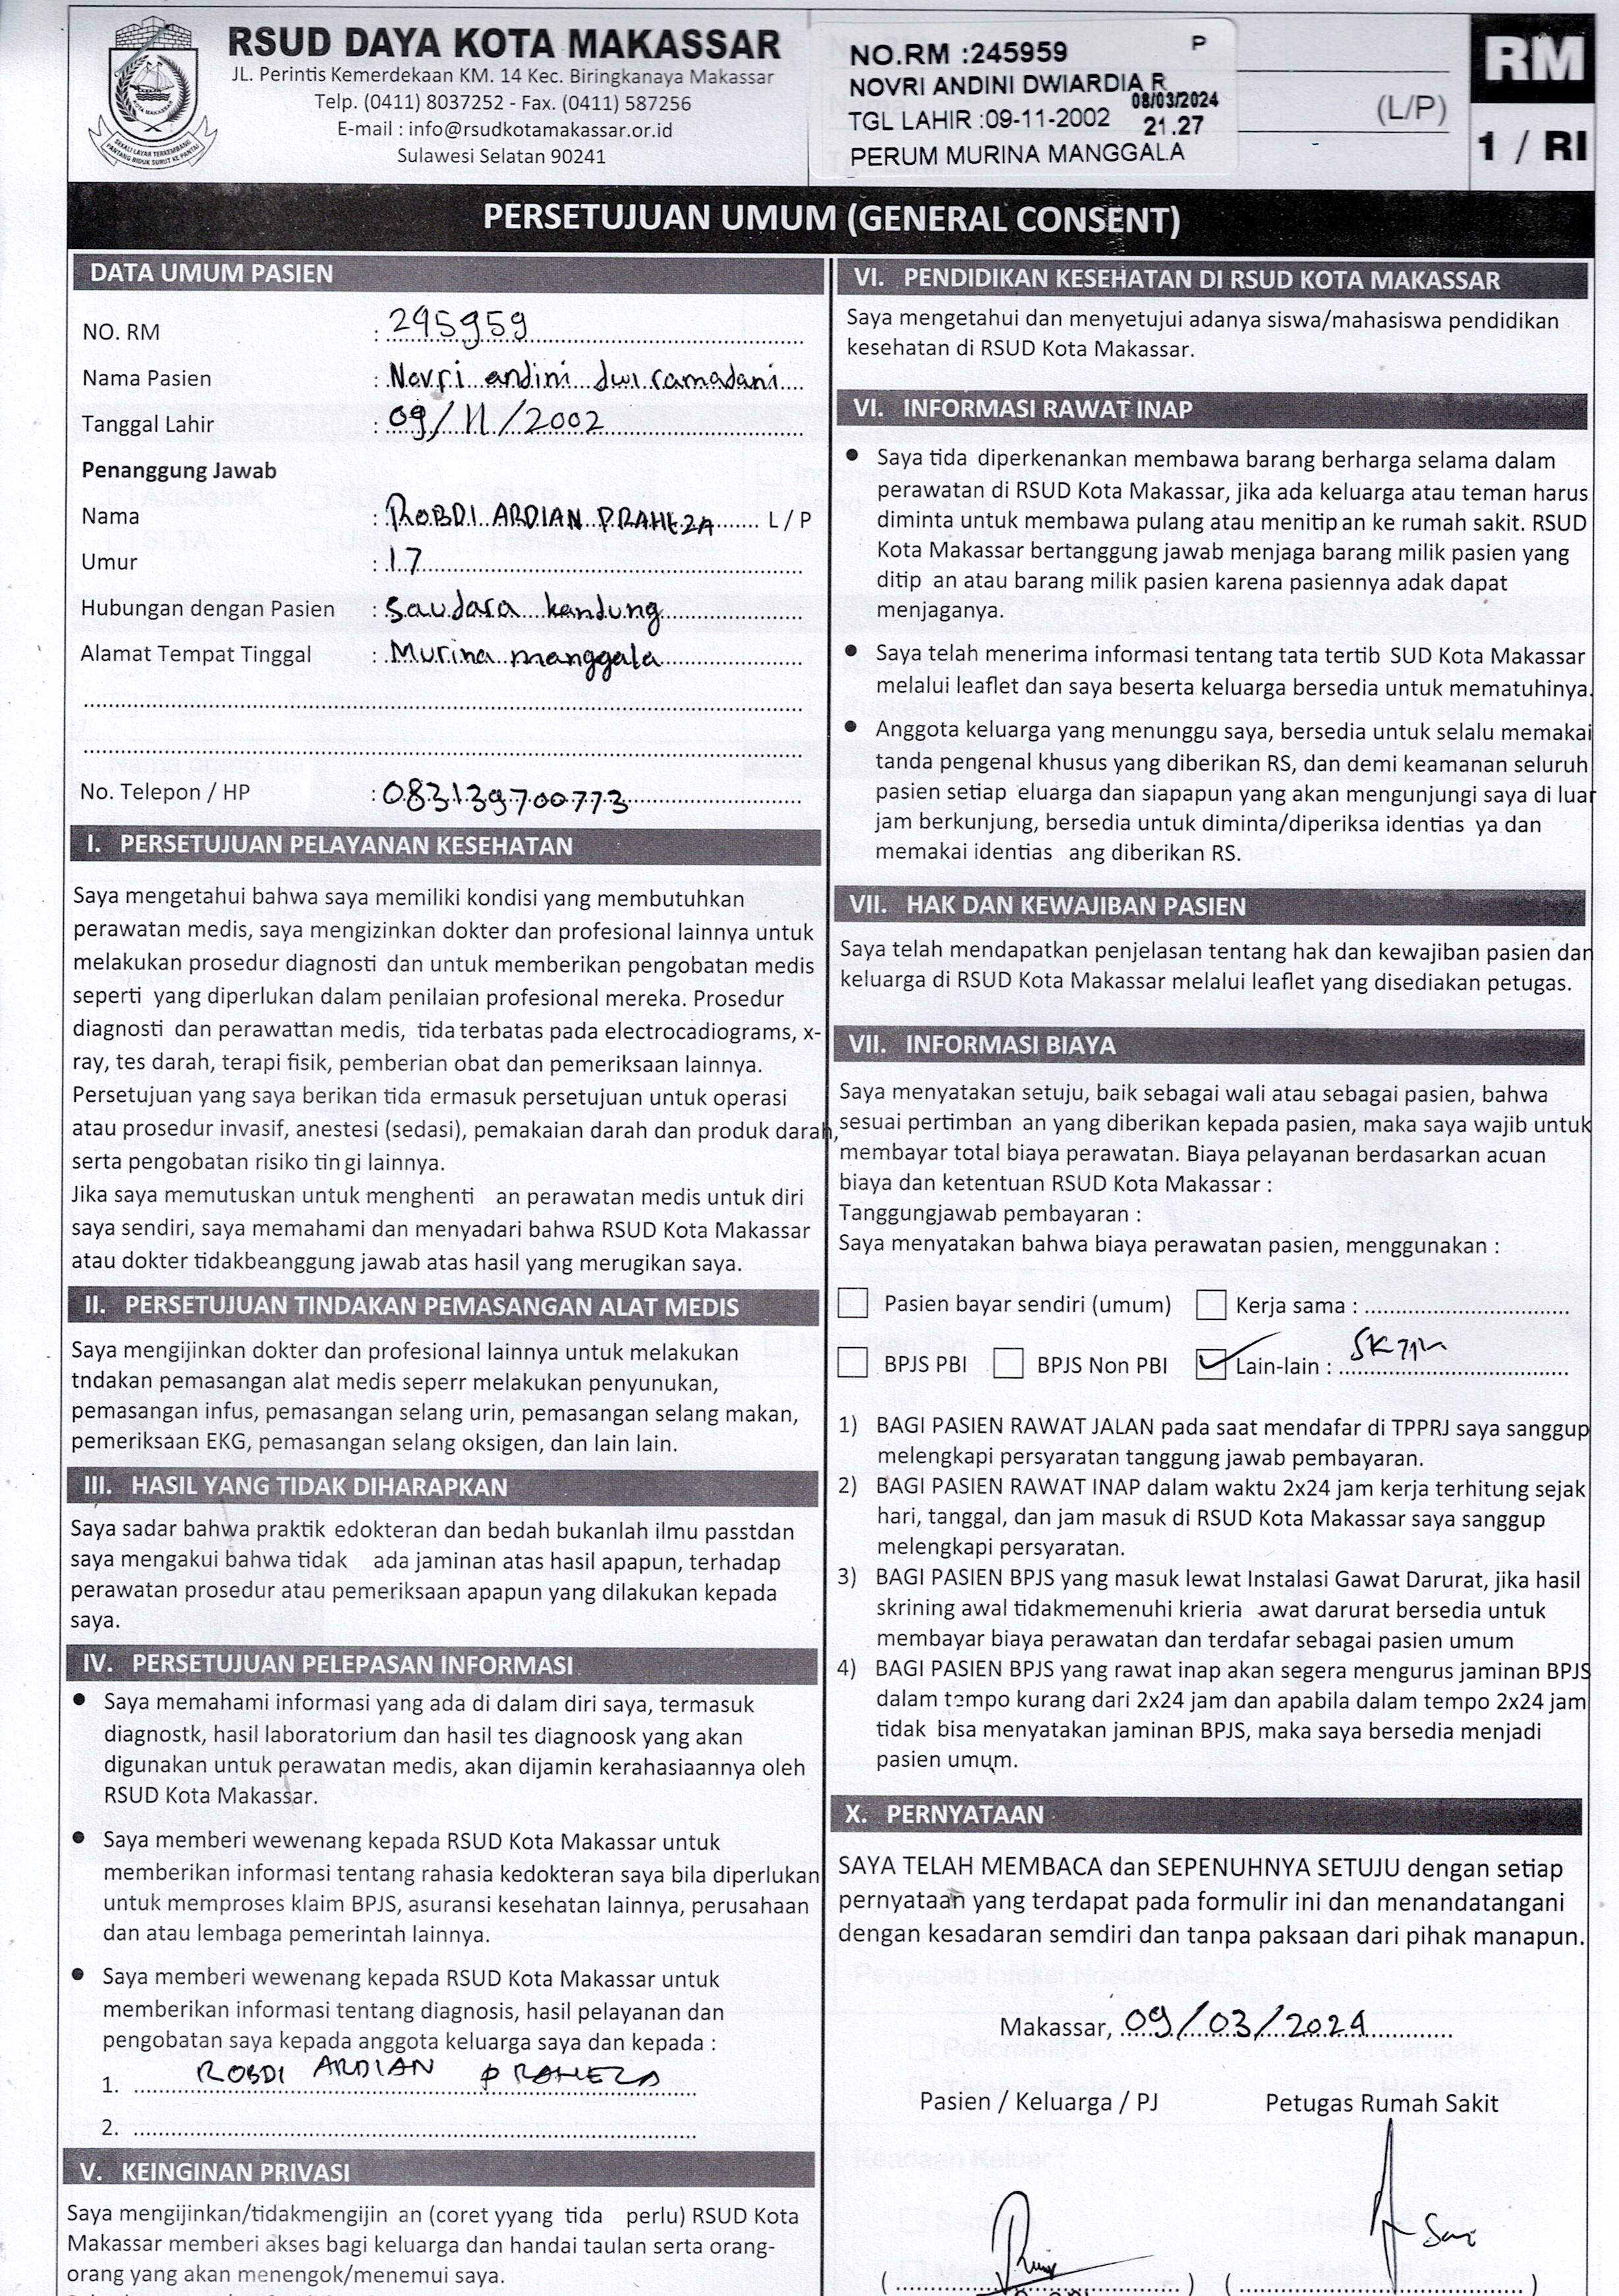 RSUD DAYA KOTA MAKASSAR
JL. Perintis Kemerdekaan KM. 14 Kec. Biringkanaya Makassar
Telp. (0411) 8037252 - Fax. (0411) 587256
E-mail : info@rsudkotamakassar.or.id
Sulawesi Selatan 90241
NO.RM :245959 P
NOVRI ANDINI DWIARDIA R
08/03/2024
TGL LAHIR :09-11-2002 21.27
PERUM MURINA MANGGALA
(L/P)
RM
1 / RI
PERSETUJUAN UMUM (GENERAL CONSENT)
DATA UMUM PASIEN
NO. RM : 295959
Nama Pasien : Novri andini dwi ramadani
Tanggal Lahir : 09/11/2002
Penanggung Jawab
Nama : ROBDI ARDIAN PRAHEZA L / P
Umur : 17
Hubungan dengan Pasien : saudara kandung
Alamat Tempat Tinggal : Murina manggala
No. Telepon / HP : 083139700773
I. PERSETUJUAN PELAYANAN KESEHATAN
Saya mengetahui bahwa saya memiliki kondisi yang membutuhkan
perawatan medis, saya mengizinkan dokter dan profesional lainnya untuk
melakukan prosedur diagnosti dan untuk memberikan pengobatan medis
seperti yang diperlukan dalam penilaian profesional mereka. Prosedur
diagnosti dan perawattan medis, tida terbatas pada electrocadiograms, x-
ray, tes darah, terapi fisik, pemberian obat dan pemeriksaan lainnya.
Persetujuan yang saya berikan tida ermasuk persetujuan untuk operasi
atau prosedur invasif, anestesi (sedasi), pemakaian darah dan produk darah,
serta pengobatan risiko tin gi lainnya.
Jika saya memutuskan untuk menghenti an perawatan medis untuk diri
saya sendiri, saya memahami dan menyadari bahwa RSUD Kota Makassar
atau dokter tidakbeanggung jawab atas hasil yang merugikan saya.
II. PERSETUJUAN TINDAKAN PEMASANGAN ALAT MEDIS
Saya mengijinkan dokter dan profesional lainnya untuk melakukan
tndakan pemasangan alat medis seperr melakukan penyunukan,
pemasangan infus, pemasangan selang urin, pemasangan selang makan,
pemeriksaan EKG, pemasangan selang oksigen, dan lain lain.
III. HASIL YANG TIDAK DIHARAPKAN
Saya sadar bahwa praktik edokteran dan bedah bukanlah ilmu passtdan
saya mengakui bahwa tidak ada jaminan atas hasil apapun, terhadap
perawatan prosedur atau pemeriksaan apapun yang dilakukan kepada
saya.
IV. PERSETUJUAN PELEPASAN INFORMASI
• Saya memahami informasi yang ada di dalam diri saya, termasuk
diagnostk, hasil laboratorium dan hasil tes diagnoosk yang akan
digunakan untuk perawatan medis, akan dijamin kerahasiaannya oleh
RSUD Kota Makassar.
• Saya memberi wewenang kepada RSUD Kota Makassar untuk
memberikan informasi tentang rahasia kedokteran saya bila diperlukan
untuk memproses klaim BPJS, asuransi kesehatan lainnya, perusahaan
dan atau lembaga pemerintah lainnya.
• Saya memberi wewenang kepada RSUD Kota Makassar untuk
memberikan informasi tentang diagnosis, hasil pelayanan dan
pengobatan saya kepada anggota keluarga saya dan kepada :
1. ROBDI ARDIAN PRAHEZA
2.
V. KEINGINAN PRIVASI
Saya mengijinkan/tidakmengijin an (coret yyang tida perlu) RSUD Kota
Makassar memberi akses bagi keluarga dan handai taulan serta orang-
orang yang akan menengok/menemui saya.
VI. PENDIDIKAN KESEHATAN DI RSUD KOTA MAKASSAR
Saya mengetahui dan menyetujui adanya siswa/mahasiswa pendidikan
kesehatan di RSUD Kota Makassar.
VI. INFORMASI RAWAT INAP
• Saya tida diperkenankan membawa barang berharga selama dalam
perawatan di RSUD Kota Makassar, jika ada keluarga atau teman harus
diminta untuk membawa pulang atau menitip an ke rumah sakit. RSUD
Kota Makassar bertanggung jawab menjaga barang milik pasien yang
ditip an atau barang milik pasien karena pasiennya adak dapat
menjaganya.
• Saya telah menerima informasi tentang tata tertib SUD Kota Makassar
melalui leaflet dan saya beserta keluarga bersedia untuk mematuhinya.
• Anggota keluarga yang menunggu saya, bersedia untuk selalu memakai
tanda pengenal khusus yang diberikan RS, dan demi keamanan seluruh
pasien setiap eluarga dan siapapun yang akan mengunjungi saya di luar
jam berkunjung, bersedia untuk diminta/diperiksa identias ya dan
memakai identias ang diberikan RS.
VII. HAK DAN KEWAJIBAN PASIEN
Saya telah mendapatkan penjelasan tentang hak dan kewajiban pasien dan
keluarga di RSUD Kota Makassar melalui leaflet yang disediakan petugas.
VII. INFORMASI BIAYA
Saya menyatakan setuju, baik sebagai wali atau sebagai pasien, bahwa
sesuai pertimban an yang diberikan kepada pasien, maka saya wajib untuk
membayar total biaya perawatan. Biaya pelayanan berdasarkan acuan
biaya dan ketentuan RSUD Kota Makassar :
Tanggungjawab pembayaran :
Saya menyatakan bahwa biaya perawatan pasien, menggunakan :
Pasien bayar sendiri (umum) Kerja sama :
BPJS PBI BPJS Non PBI Lain-lain :
1) BAGI PASIEN RAWAT JALAN pada saat mendafar di TPPRJ saya sanggup
melengkapi persyaratan tanggung jawab pembayaran.
2) BAGI PASIEN RAWAT INAP dalam waktu 2x24 jam kerja terhitung sejak
hari, tanggal, dan jam masuk di RSUD Kota Makassar saya sanggup
melengkapi persyaratan.
3) BAGI PASIEN BPJS yang masuk lewat Instalasi Gawat Darurat, jika hasil
skrining awal tidakmemenuhi krieria awat darurat bersedia untuk
membayar biaya perawatan dan terdafar sebagai pasien umum
4) BAGI PASIEN BPJS yang rawat inap akan segera mengurus jaminan BPJS
dalam tempo kurang dari 2x24 jam dan apabila dalam tempo 2x24 jam
tidak bisa menyatakan jaminan BPJS, maka saya bersedia menjadi
pasien umum.
X. PERNYATAAN
SAYA TELAH MEMBACA dan SEPENUHNYA SETUJU dengan setiap
pernyataan yang terdapat pada formulir ini dan menandatangani
dengan kesadaran semdiri dan tanpa paksaan dari pihak manapun.
Makassar, 09/03/2024
Pasien / Keluarga / PJ Petugas Rumah Sakit